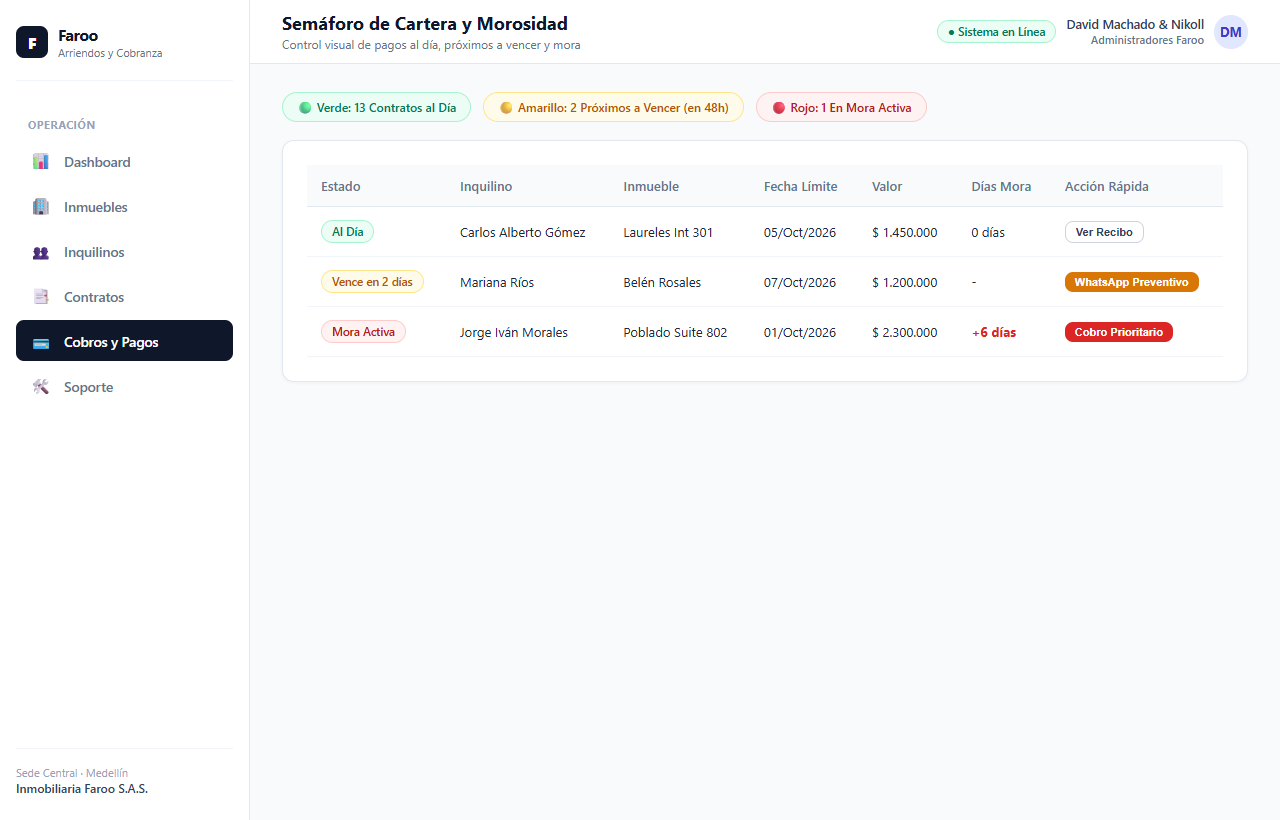 F
Faroo
Arriendos y Cobranza
OPERACIÓN
Dashboard
Inmuebles
Inquilinos
Contratos
Cobros y Pagos
Soporte
Sede Central · Medellín
Inmobiliaria Faroo S.A.S.
Semáforo de Cartera y Morosidad
Control visual de pagos al día, próximos a vencer y mora
● Sistema en Línea
David Machado & Nikoll
Administradores Faroo
DM
Verde: 13 Contratos al Día
Amarillo: 2 Próximos a Vencer (en 48h)
Rojo: 1 En Mora Activa
Estado Inquilino Inmueble Fecha Límite Valor Días Mora Acción Rápida
Al Día Carlos Alberto Gómez Laureles Int 301 05/Oct/2026 $ 1.450.000 0 días Ver Recibo
Vence en 2 días Mariana Ríos Belén Rosales 07/Oct/2026 $ 1.200.000 - WhatsApp Preventivo
Mora Activa Jorge Iván Morales Poblado Suite 802 01/Oct/2026 $ 2.300.000 +6 días Cobro Prioritario